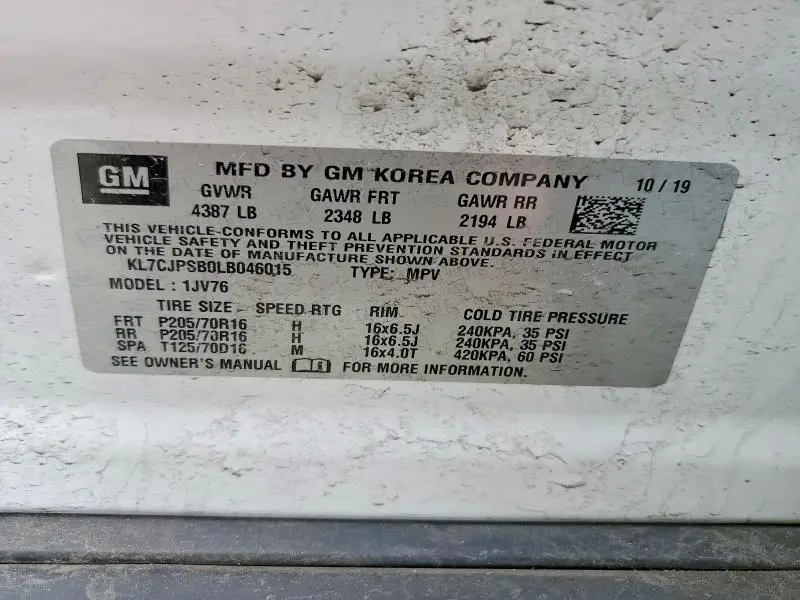 GM
MFD BY GM KOREA COMPANY 10 / 19
GVWR GAWR FRT GAWR RR
4387 LB 2348 LB 2194 LB
THIS VEHICLE-CONFORMS TO ALL APPLICABLE U.S. FEDERAL MOTOR
VEHICLE SAFETY AND THEFT PREVENTION STANDARDS IN EFFECT
ON THE DATE OF MANUFACTURE SHOWN ABOVE.
KL7CJPSB0LB046015 TYPE: MPV
MODEL : 1JV76
TIRE SIZE SPEED RTG RIM COLD TIRE PRESSURE
FRT P205/70R16 H 16x6.5J 240KPA, 35 PSI
RR P205/70R16 H 16x6.5J 240KPA, 35 PSI
SPA T125/70D16 M 16x4.0T 420KPA, 60 PSI
SEE OWNER'S MANUAL FOR MORE INFORMATION.